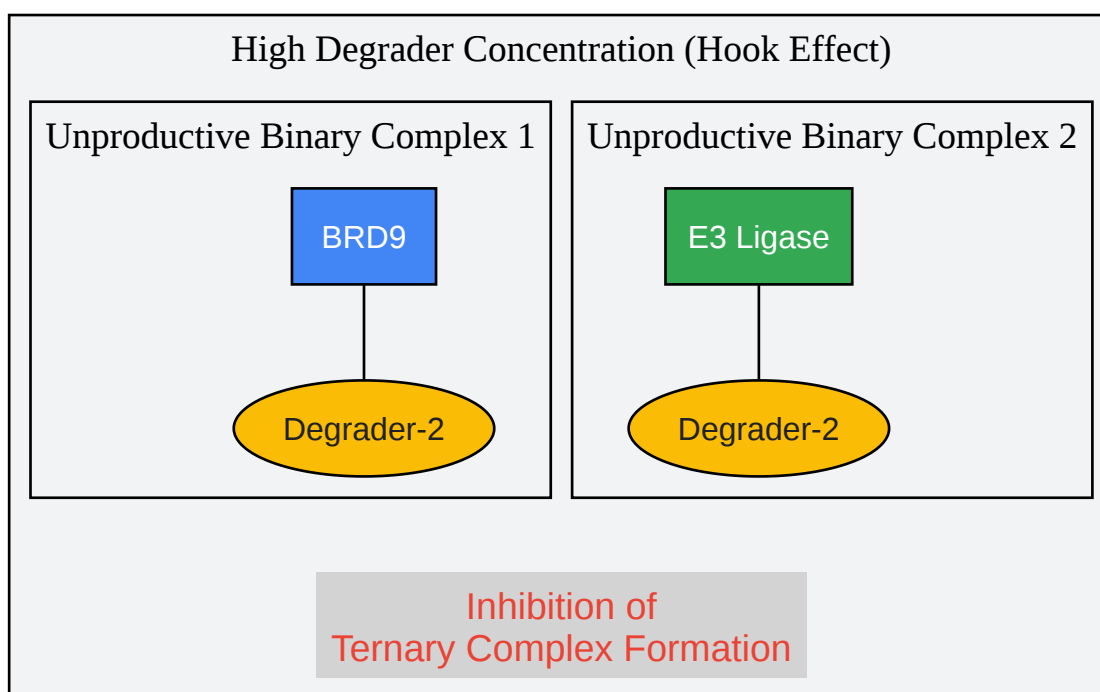 High Degrader Concentration (Hook Effect)
Unproductive Binary Complex 1
Unproductive Binary Complex 2
BRD9
E3 Ligase
Degrader-2
Degrader-2
Inhibition of
Ternary Complex Formation